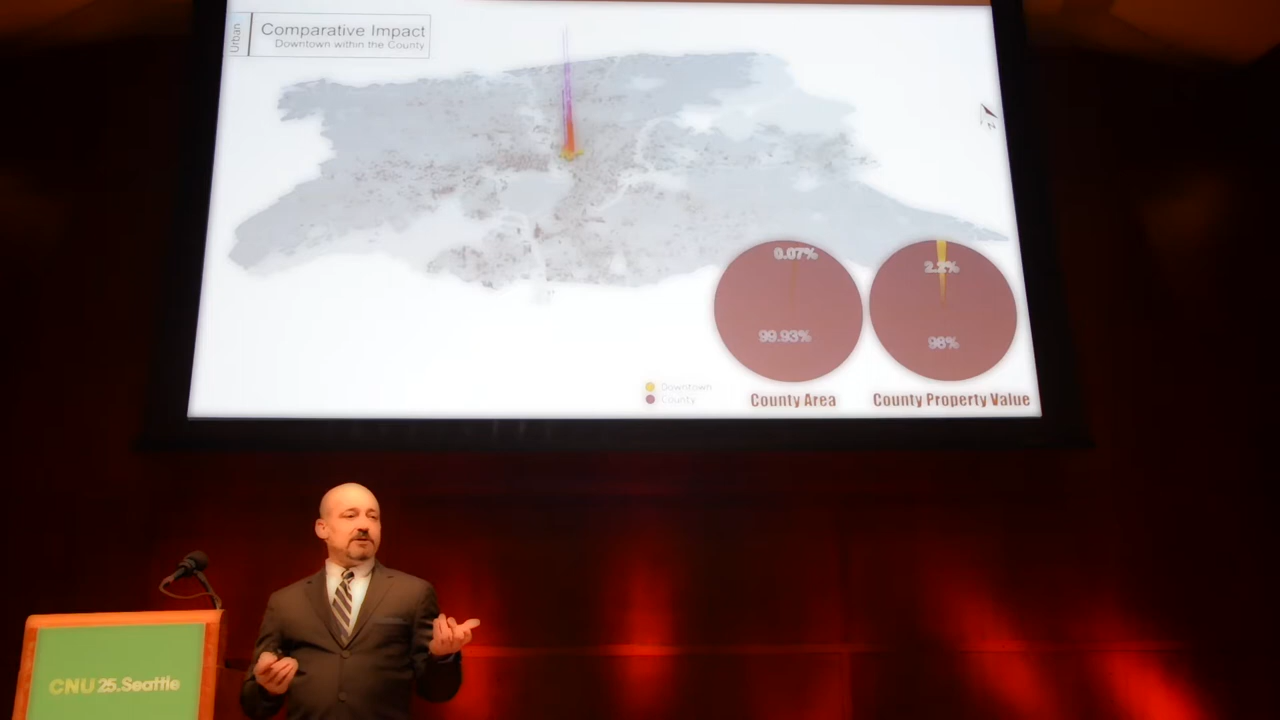 Urban
Comparative Impact
Downtown within the County
0.07%
99.93%
2.2%
98%
Downtown
County
County Area
County Property Value
CNU 25.Seattle